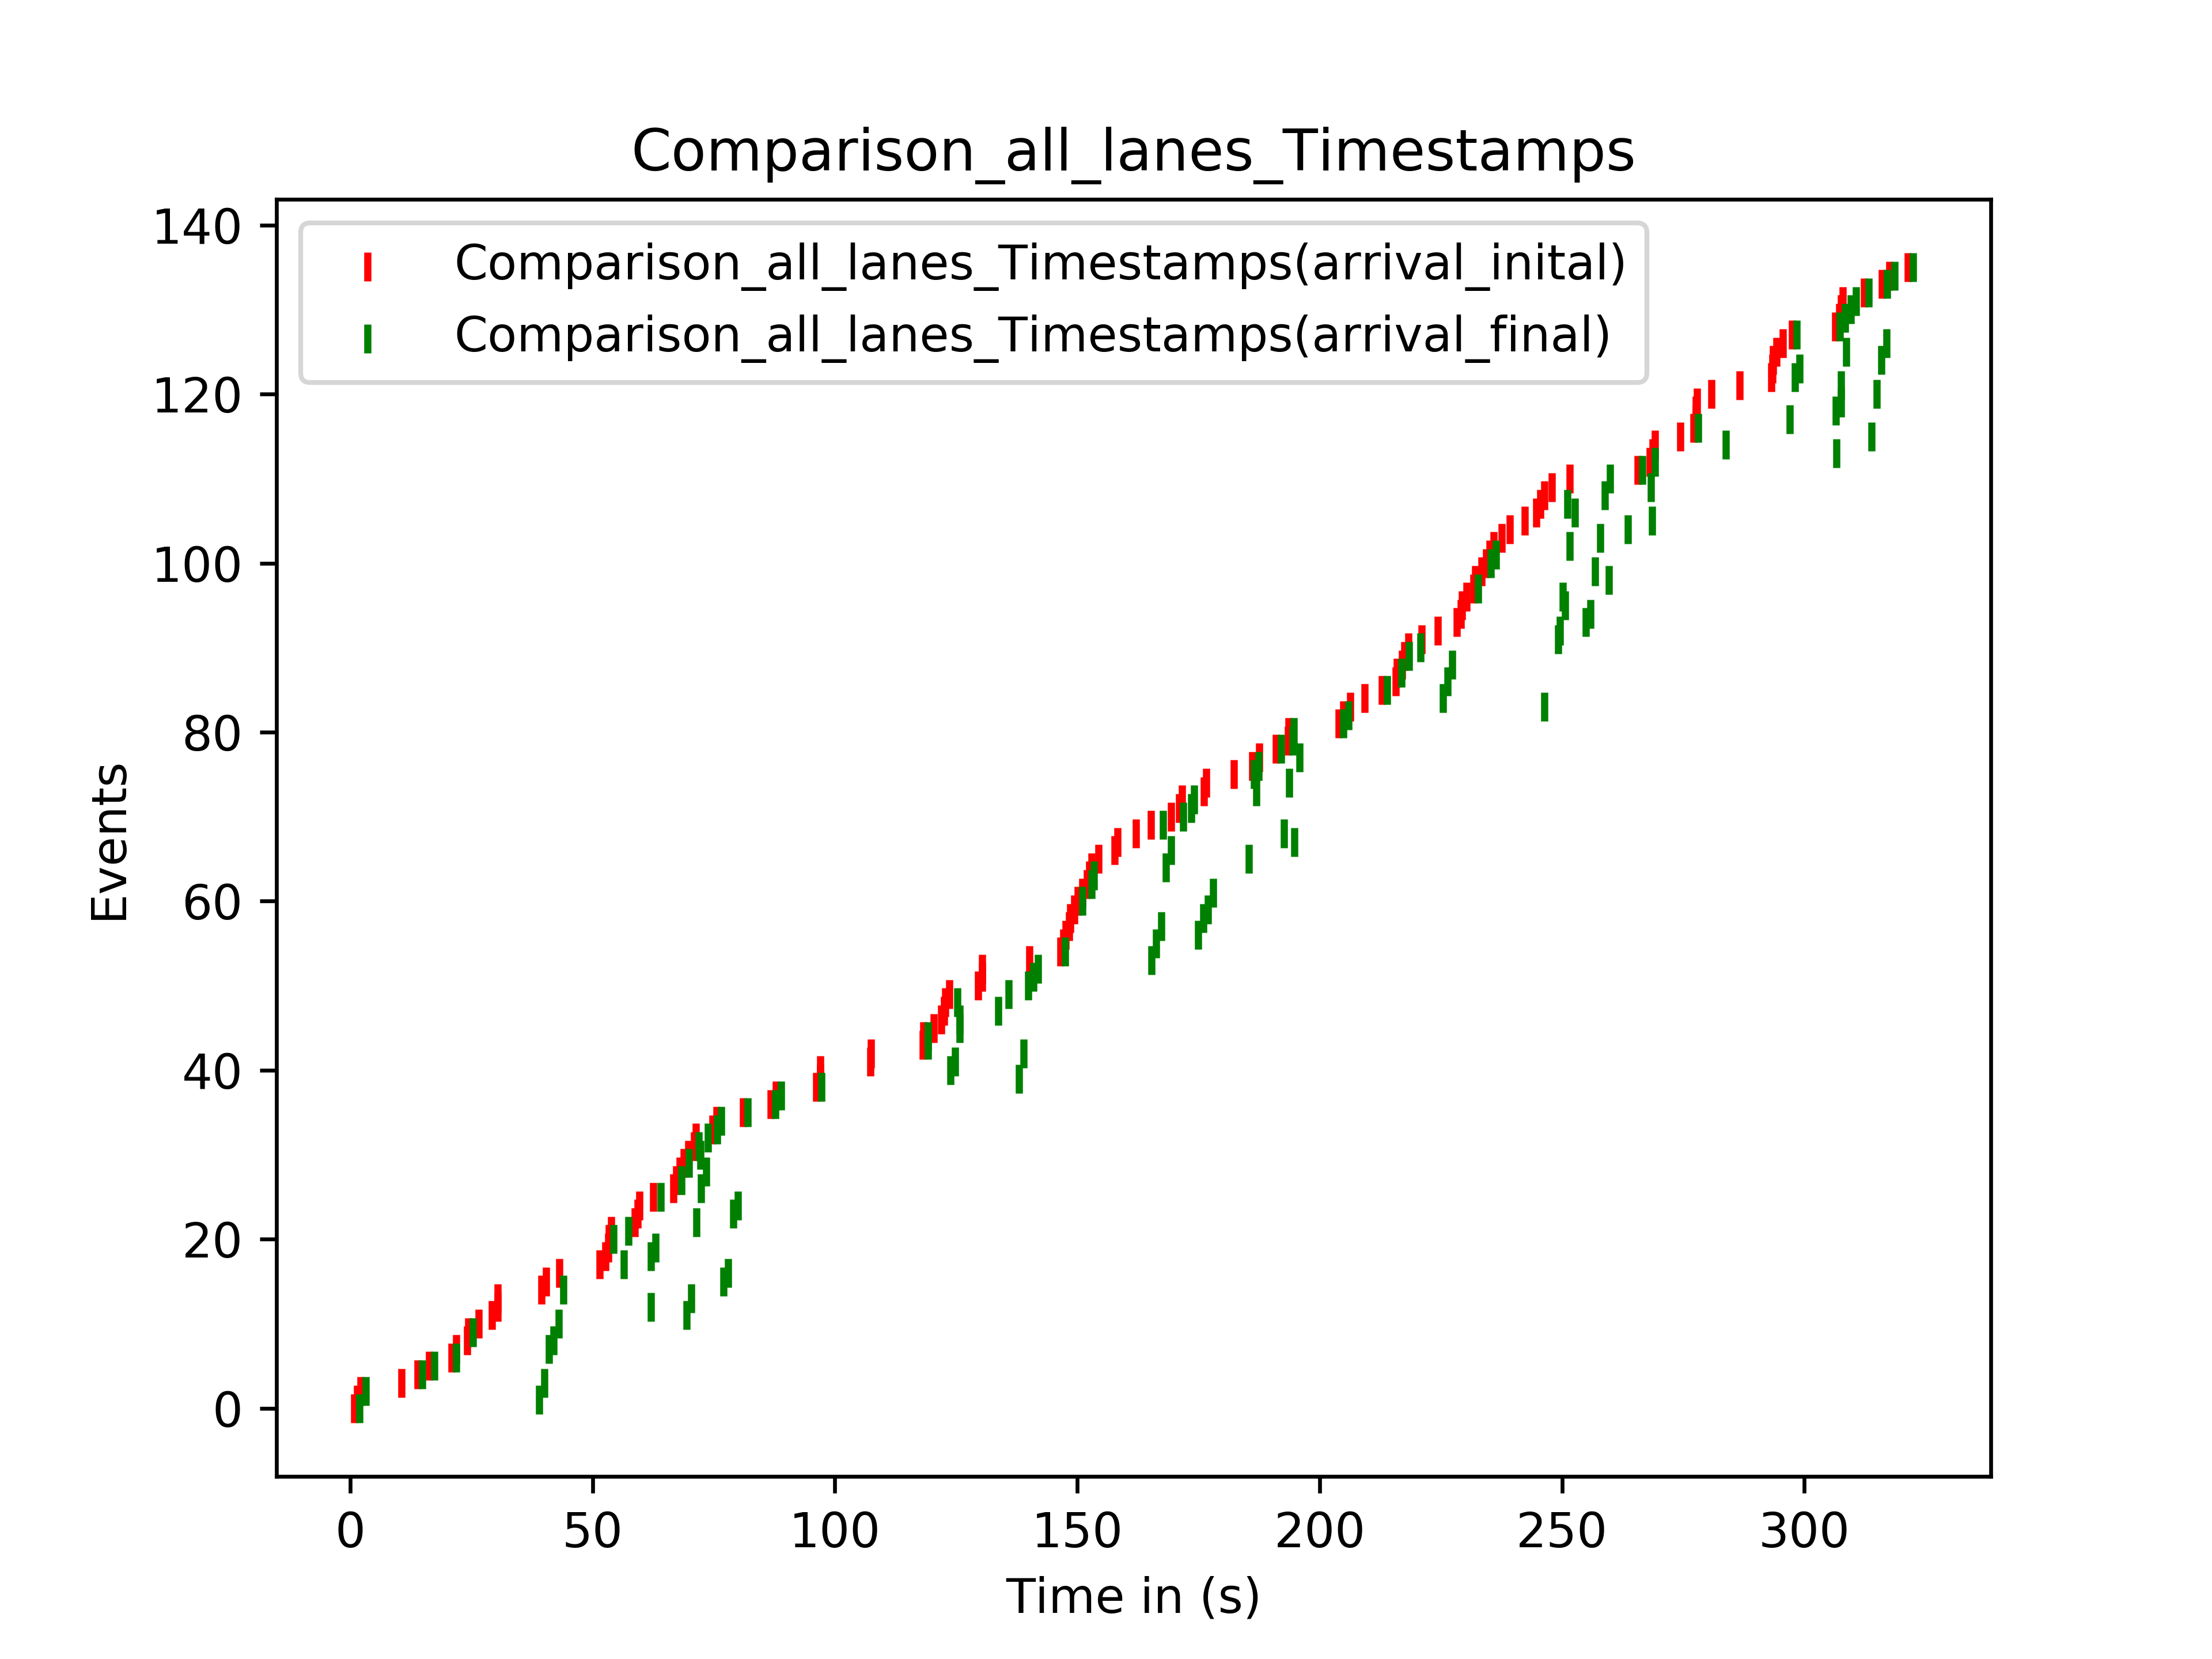 Comparison_all_lanes_Timestamps
140
120
100
80
60
40
20
0
Events
Comparison_all_lanes_Timestamps(arrival_inital)
Comparison_all_lanes_Timestamps(arrival_final)
0 50 100 150 200 250 300
Time in (s)